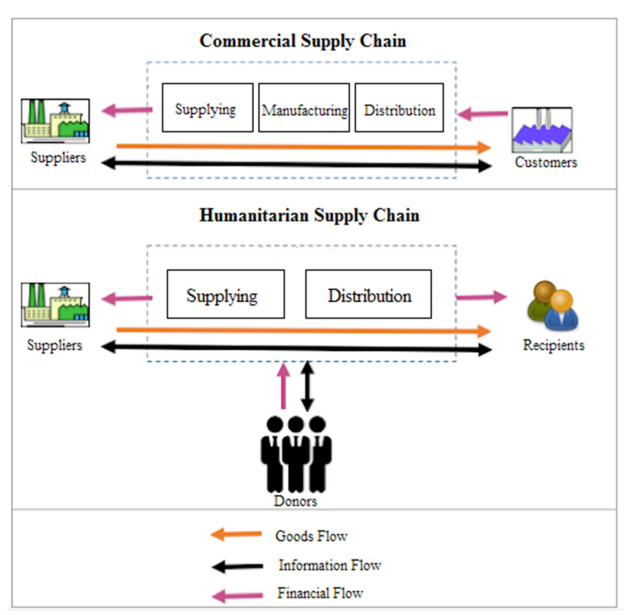 Commercial Supply Chain
Supplying
Manufacturing
Distribution
Suppliers
Customers
Humanitarian Supply Chain
Supplying
Distribution
Suppliers
Recipients
Donors
Goods Flow
Information Flow
Financial Flow